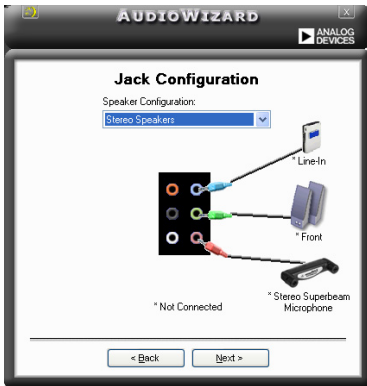 AUDIOWIZARD
ANALOG
DEVICES
Jack Configuration
Speaker Configuration:
Stereo Speakers
* Line-In
* Front
* Stereo Superbeam
Microphone
* Not Connected
< Back
Next >